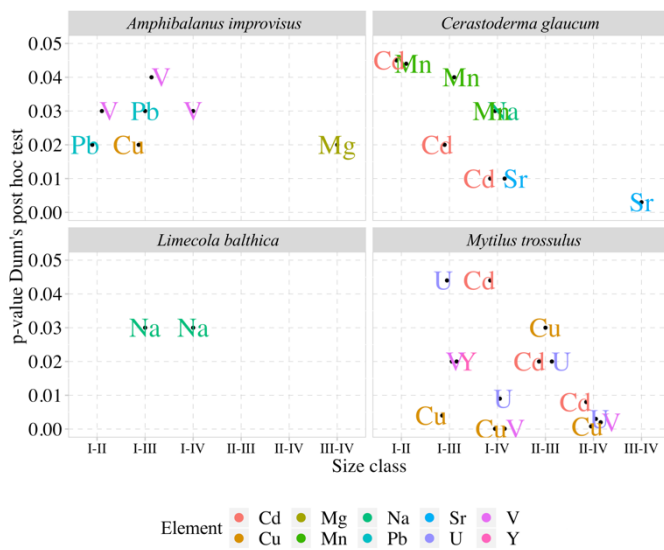 Amphibalanus improvisus
Cerastoderma glaucum
p-value Dunn's post hoc test
0.05
0.04
0.03
0.02
0.01
0.00
V
V Pb V
Pb Cu Mg
Cd Mn
Mn
Mn Na
Cd
Cd Sr
Sr
Limecola balthica
Mytilus trossulus
0.05
0.04
0.03
0.02
0.01
0.00
Na Na
U Cd
Cu
V Y Cd U
U Cd
Cu U V
Cu V Cu
I-II I-III I-IV II-III II-IV III-IV
I-II I-III I-IV II-III II-IV III-IV
Size class
Element
Cd Mg Na Sr V
Cu Mn Pb U Y